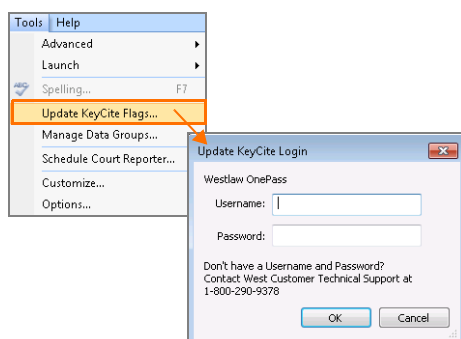 Tools Help
Advanced
Launch
Spelling... F7
Update KeyCite Flags...
Manage Data Groups...
Schedule Court Reporter...
Customize...
Options...
Update KeyCite Login
Westlaw OnePass
Username:
Password:
Don't have a Username and Password?
Contact West Customer Technical Support at
1-800-290-9378
OK Cancel